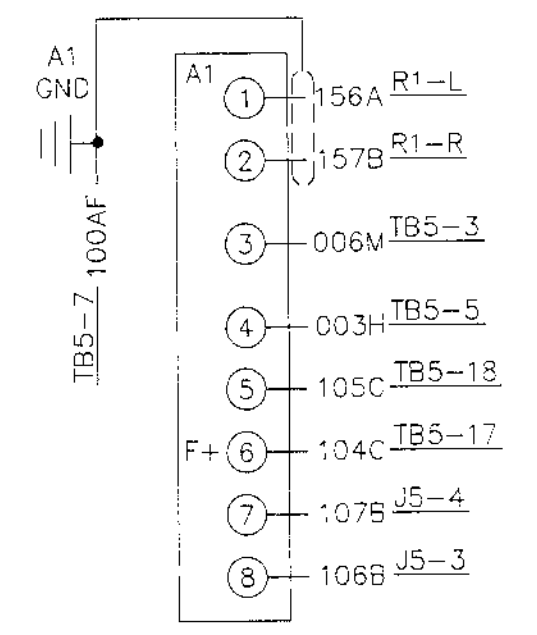 A1
GND
A1
1 156A R1-L
2 157B R1-R
3 006M TB5-3
4 003H TB5-5
5 105C TB5-18
F+ 6 104C TB5-17
7 107B J5-4
8 106B J5-3
TB5-7 100AF